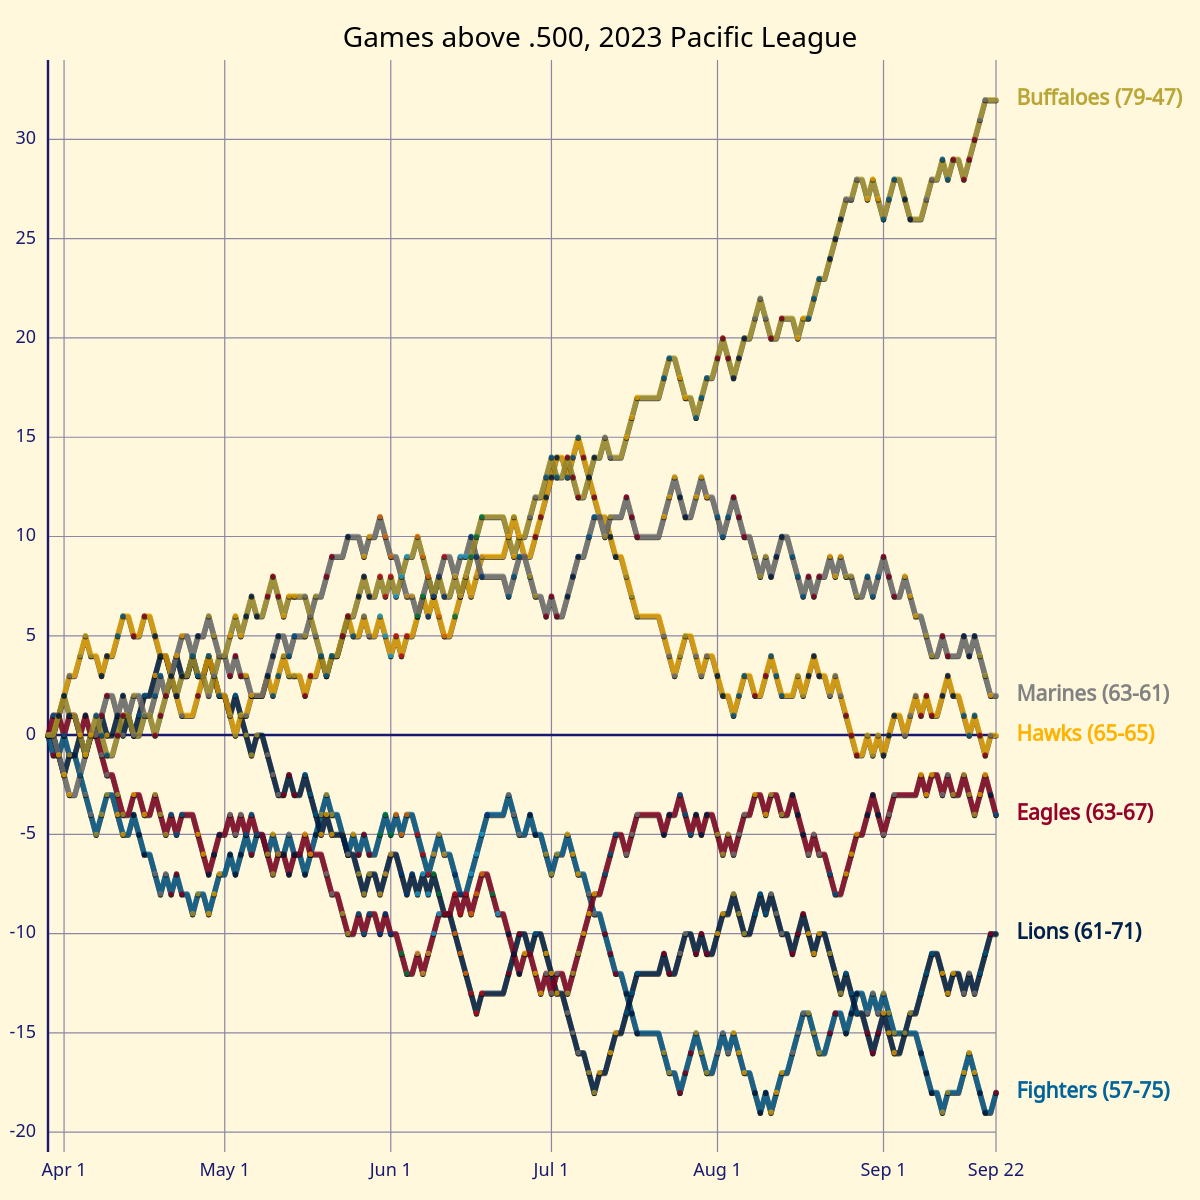 Games above .500, 2023 Pacific League
30
25
20
15
10
5
0
-5
-10
-15
-20
Buffaloes (79-47)
Marines (63-61)
Hawks (65-65)
Eagles (63-67)
Lions (61-71)
Fighters (57-75)
Apr 1
May 1
Jun 1
Jul 1
Aug 1
Sep 1
Sep 22